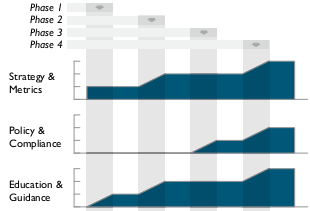 Phase 1
Phase 2
Phase 3
Phase 4
Strategy &
Metrics
Policy &
Compliance
Education &
Guidance